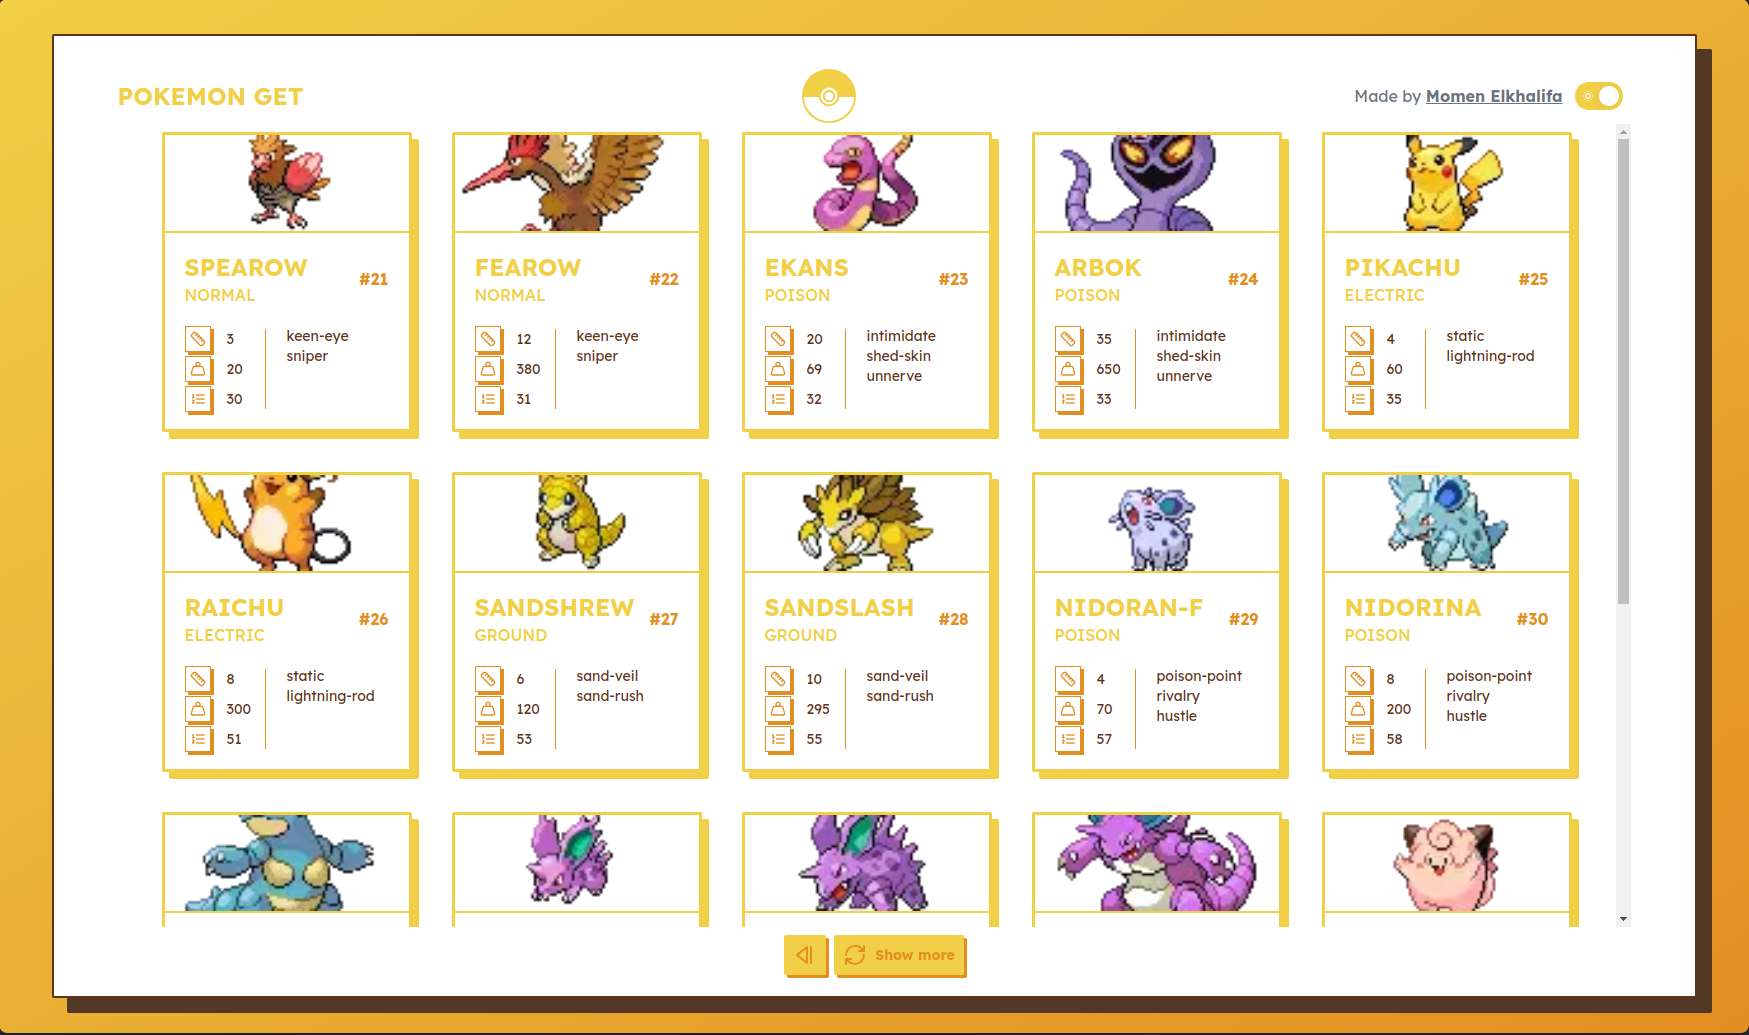 POKEMON GET
Made by Momen Elkhalifa
SPEAROW
NORMAL
#21
3
20
30
keen-eye
sniper
FEAROW
NORMAL
#22
12
380
31
keen-eye
sniper
EKANS
POISON
#23
20
69
32
intimidate
shed-skin
unnerve
ARBOK
POISON
#24
35
650
33
intimidate
shed-skin
unnerve
PIKACHU
ELECTRIC
#25
4
60
35
static
lightning-rod
RAICHU
ELECTRIC
#26
8
300
51
static
lightning-rod
SANDSHREW
GROUND
#27
6
120
53
sand-veil
sand-rush
SANDSLASH
GROUND
#28
10
295
55
sand-veil
sand-rush
NIDORAN-F
POISON
#29
4
70
57
poison-point
rivalry
hustle
NIDORINA
POISON
#30
8
200
58
poison-point
rivalry
hustle
Show more